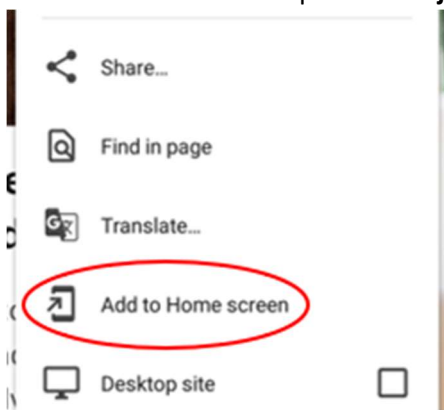 Share...
Find in page
Translate...
Add to Home screen
Desktop site